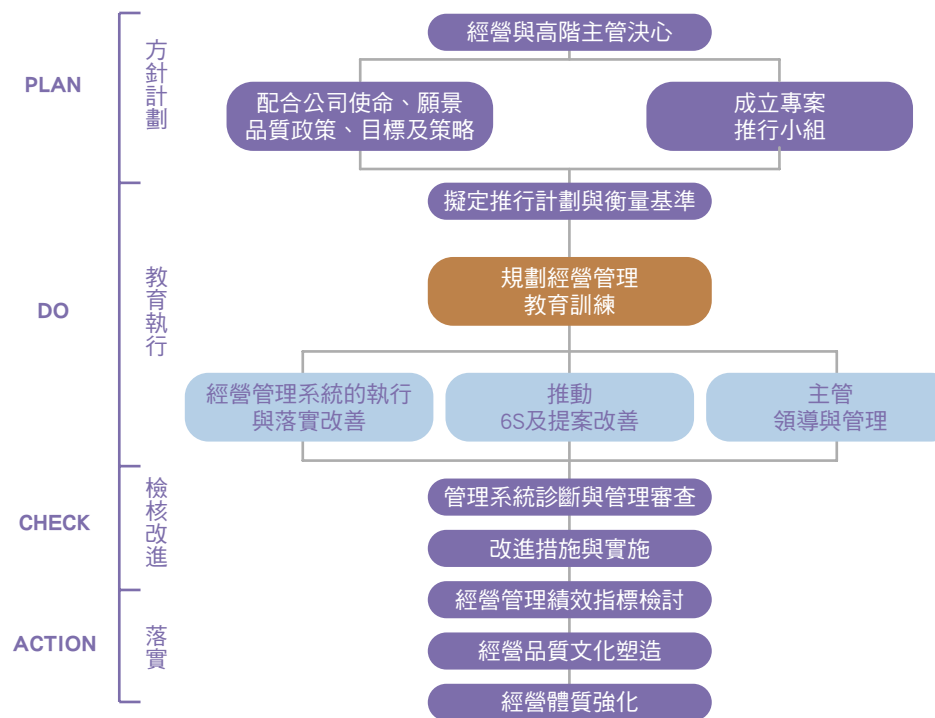 PLAN
方針計劃
經營與高階主管決心
配合公司使命、願景
品質政策、目標及策略
成立專案
推行小組
DO
教育執行
擬定推行計劃與衡量基準
規劃經營管理
教育訓練
經營管理系統的執行
與落實改善
推動
6S及提案改善
主管
領導與管理
CHECK
檢核改進
管理系統診斷與管理審查
改進措施與實施
ACTION
落實
經營管理績效指標檢討
經營品質文化塑造
經營體質強化